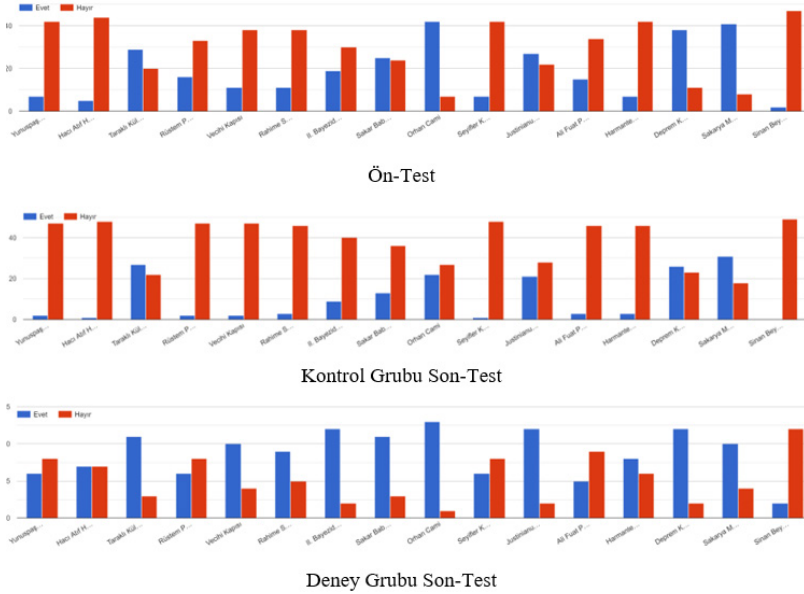 Evet Hayır
40
20
0
Yunuspaş... Hacı Atıf H... Taraklı Kül... Rüstem P... Vecihi Kapısı Rahime S... II. Bayezid... Sakar Bab... Orhan Cami Seyifler K... Justinianu... Ali Fuat P... Harmante... Deprem K... Sakarya M... Sinan Bey...
Ön-Test
Evet Hayır
40
20
0
Yunuspaş... Hacı Atıf H... Taraklı Kül... Rüstem P... Vecihi Kapısı Rahime S... II. Bayezid... Sakar Bab... Orhan Cami Seyifler K... Justinianu... Ali Fuat P... Harmante... Deprem K... Sakarya M... Sinan Bey...
Kontrol Grubu Son-Test
5
Evet Hayır
0
5
0
Yunuspaş... Hacı Atıf H... Taraklı Kül... Rüstem P... Vecihi Kapısı Rahime S... II. Bayezid... Sakar Bab... Orhan Cami Seyifler K... Justinianu... Ali Fuat P... Harmante... Deprem K... Sakarya M... Sinan Bey...
Deney Grubu Son-Test